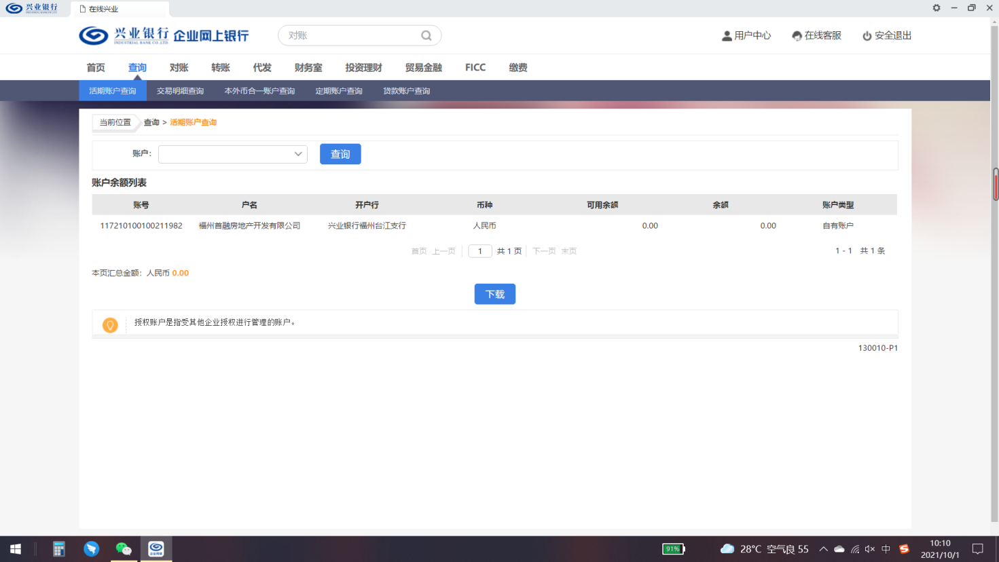 兴业银行 在线兴业
INDUSTRIAL BANK CO.,LTD.
兴业银行 企业网上银行 对账 用户中心 在线客服 安全退出
INDUSTRIAL BANK CO.,LTD.
首页 查询 对账 转账 代发 财务室 投资理财 贸易金融 FICC 缴费
活期账户查询 交易明细查询 本外币合一账户查询 定期账户查询 贷款账户查询
当前位置 查询 > 活期账户查询
账户: 查询
账户余额列表
账号 户名 开户行 币种 可用余额 余额 账户类型
117210100100211982 福州首融房地产开发有限公司 兴业银行福州台江支行 人民币 0.00 0.00 自有账户
首页 上一页 1 共 1 页 下一页 末页 1 - 1 共 1 条
本页汇总金额: 人民币 0.00
下载
授权账户是指受其他企业授权进行管理的账户。
130010-P1
企业网银 91% 28°C 空气良 55 中 10:10
2021/10/1